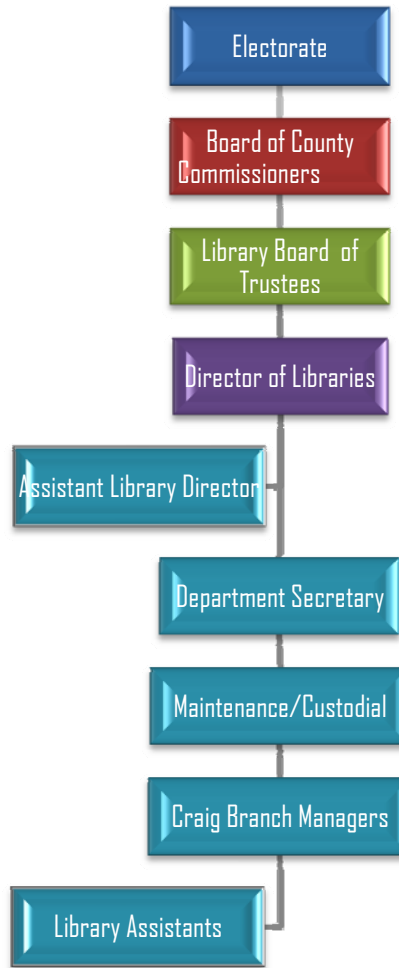 Electorate
Board of County
Commissioners
Library Board of
Trustees
Director of Libraries
Assistant Library Director
Department Secretary
Maintenance/Custodial
Craig Branch Managers
Library Assistants